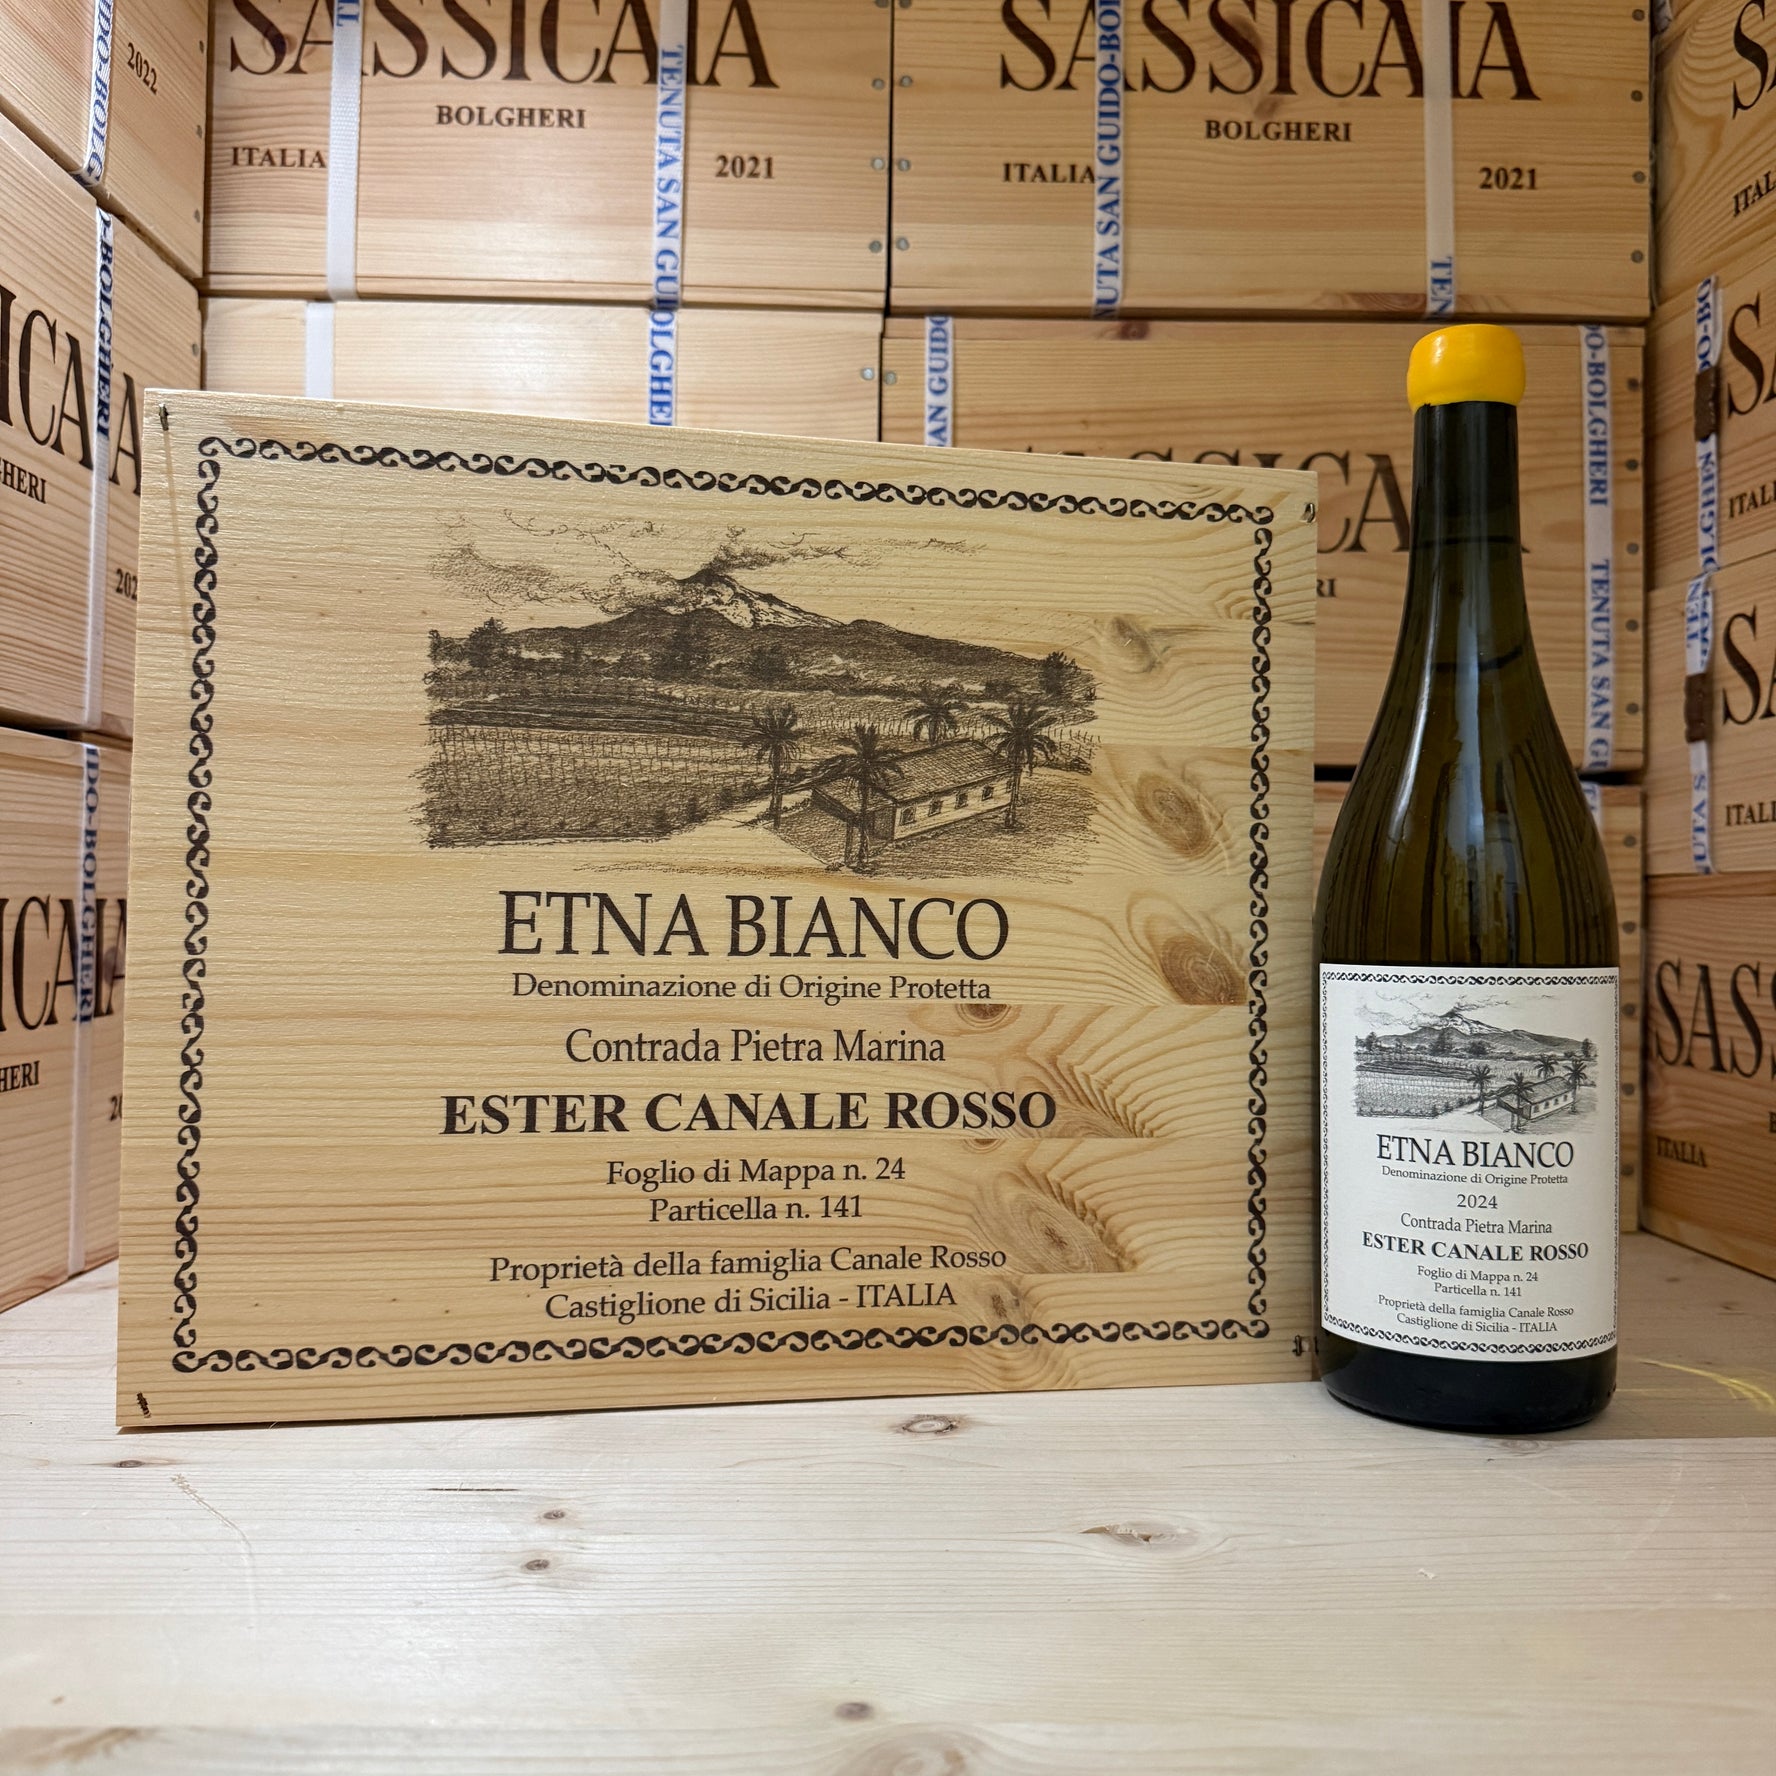 2022
SASSICAIA
BOLGHERI
ITALIA
2021
TENUTA SAN GUIDO-BOLGHERI
SASSICAIA
BOLGHERI
ITALIA
2021
ETNA BIANCO
Denominazione di Origine Protetta
Contrada Pietra Marina
ESTER CANALE ROSSO
Foglio di Mappa n. 24
Particella n. 141
Proprietà della famiglia Canale Rosso
Castiglione di Sicilia - ITALIA
ETNA BIANCO
Denominazione di Origine Protetta
2024
Contrada Pietra Marina
ESTER CANALE ROSSO
Foglio di Mappa n. 24
Particella n. 141
Proprietà della famiglia Canale Rosso
Castiglione di Sicilia - ITALIA
ITALIA